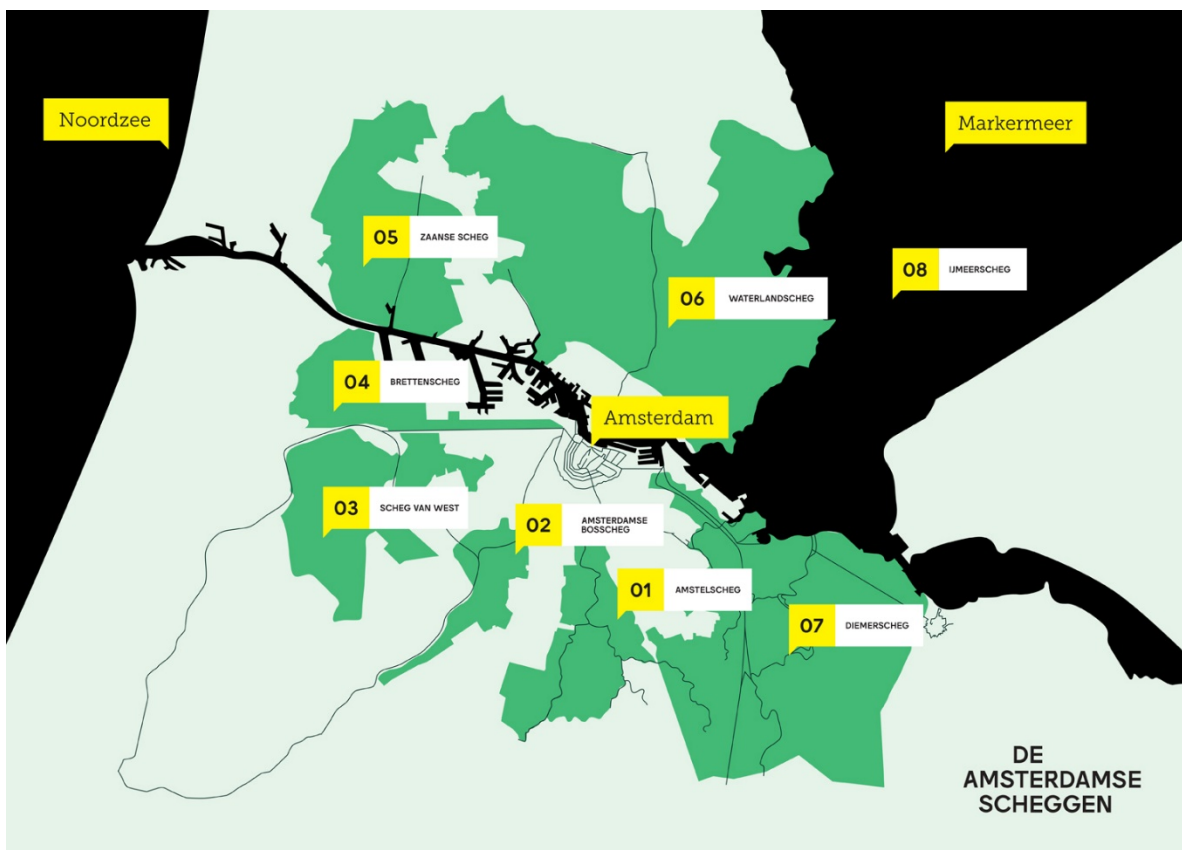 Noordzee
Markermeer
05 ZAANSE SCHEG
08 IJMEERSCHEG
06 WATERLANDSCHEG
04 BRETTENSCHEG
Amsterdam
03 SCHEG VAN WEST
02 AMSTERDAMSE
BOSSCHEG
01 AMSTELSCHEG
07 DIEMERSCHEG
DE
AMSTERDAMSE
SCHEGGEN